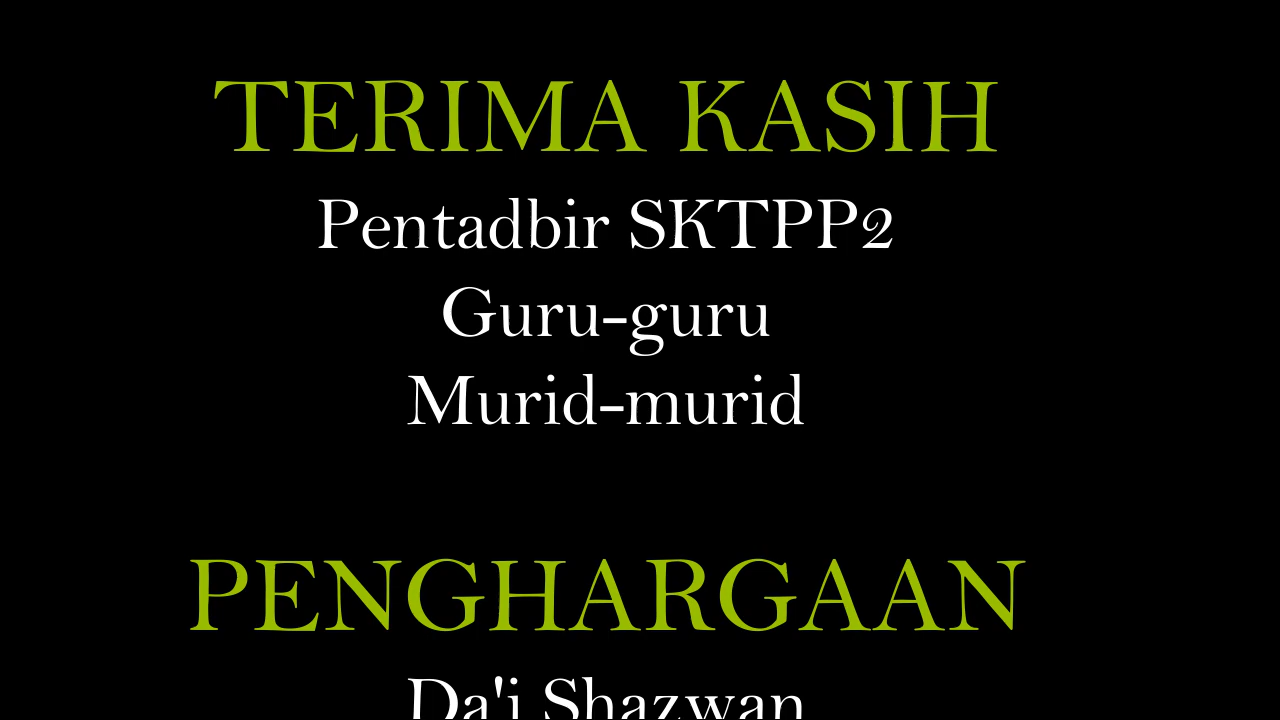 TERIMA KASIH
Pentadbir SKTPP2
Guru-guru
Murid-murid
PENGHARGAAN
Da'i Shazwan